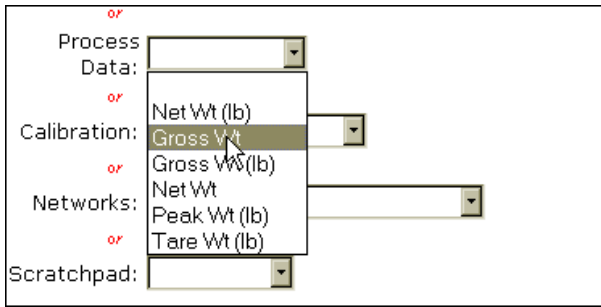 or
Process
Data:
or
Net Wt (lb)
Calibration:
Gross Wt
or
Gross Wt (lb)
Net Wt
Networks:
Peak Wt (lb)
or
Tare Wt (lb)
Scratchpad: